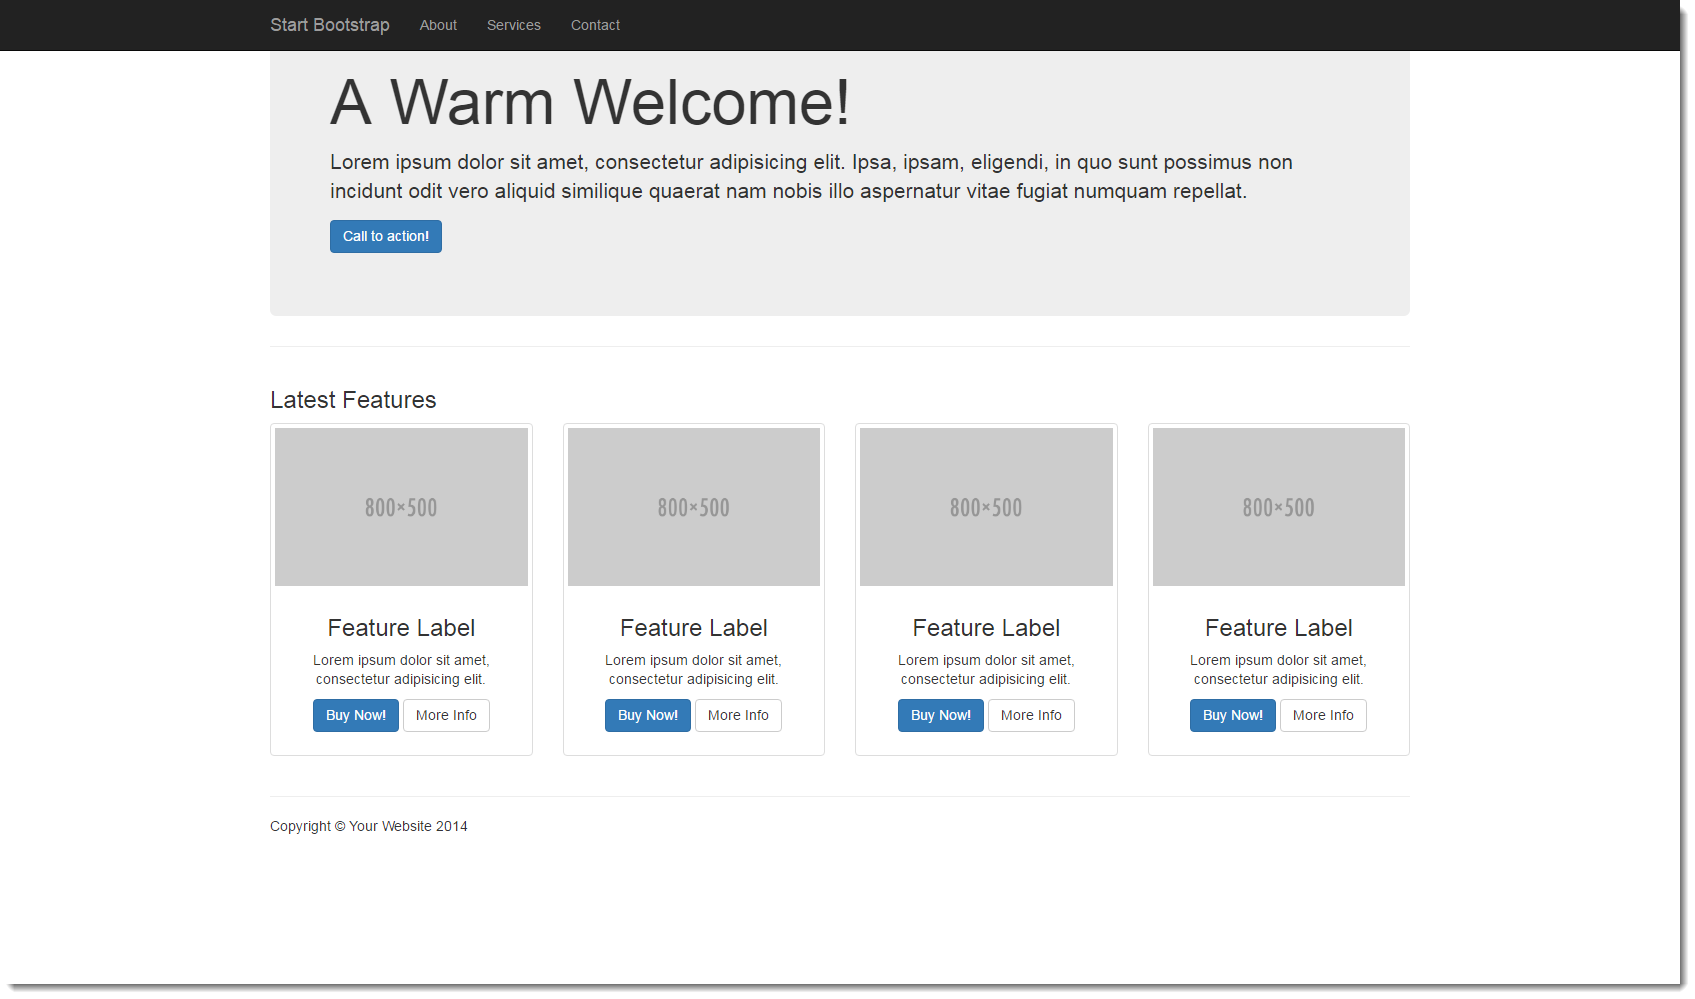 Start Bootstrap About Services Contact
A Warm Welcome!
Lorem ipsum dolor sit amet, consectetur adipisicing elit. Ipsa, ipsam, eligendi, in quo sunt possimus non
incidunt odit vero aliquid similique quaerat nam nobis illo aspernatur vitae fugiat numquam repellat.
Call to action!
Latest Features
800×500
Feature Label
Lorem ipsum dolor sit amet,
consectetur adipisicing elit.
Buy Now! More Info
800×500
Feature Label
Lorem ipsum dolor sit amet,
consectetur adipisicing elit.
Buy Now! More Info
800×500
Feature Label
Lorem ipsum dolor sit amet,
consectetur adipisicing elit.
Buy Now! More Info
800×500
Feature Label
Lorem ipsum dolor sit amet,
consectetur adipisicing elit.
Buy Now! More Info
Copyright © Your Website 2014